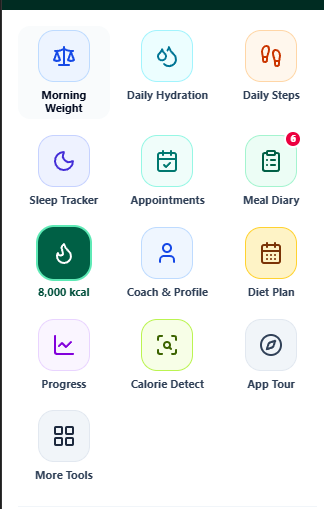 Morning
Weight
Daily Hydration
Daily Steps
Sleep Tracker
Appointments
6
Meal Diary
8,000 kcal
Coach & Profile
Diet Plan
Progress
Calorie Detect
App Tour
More Tools